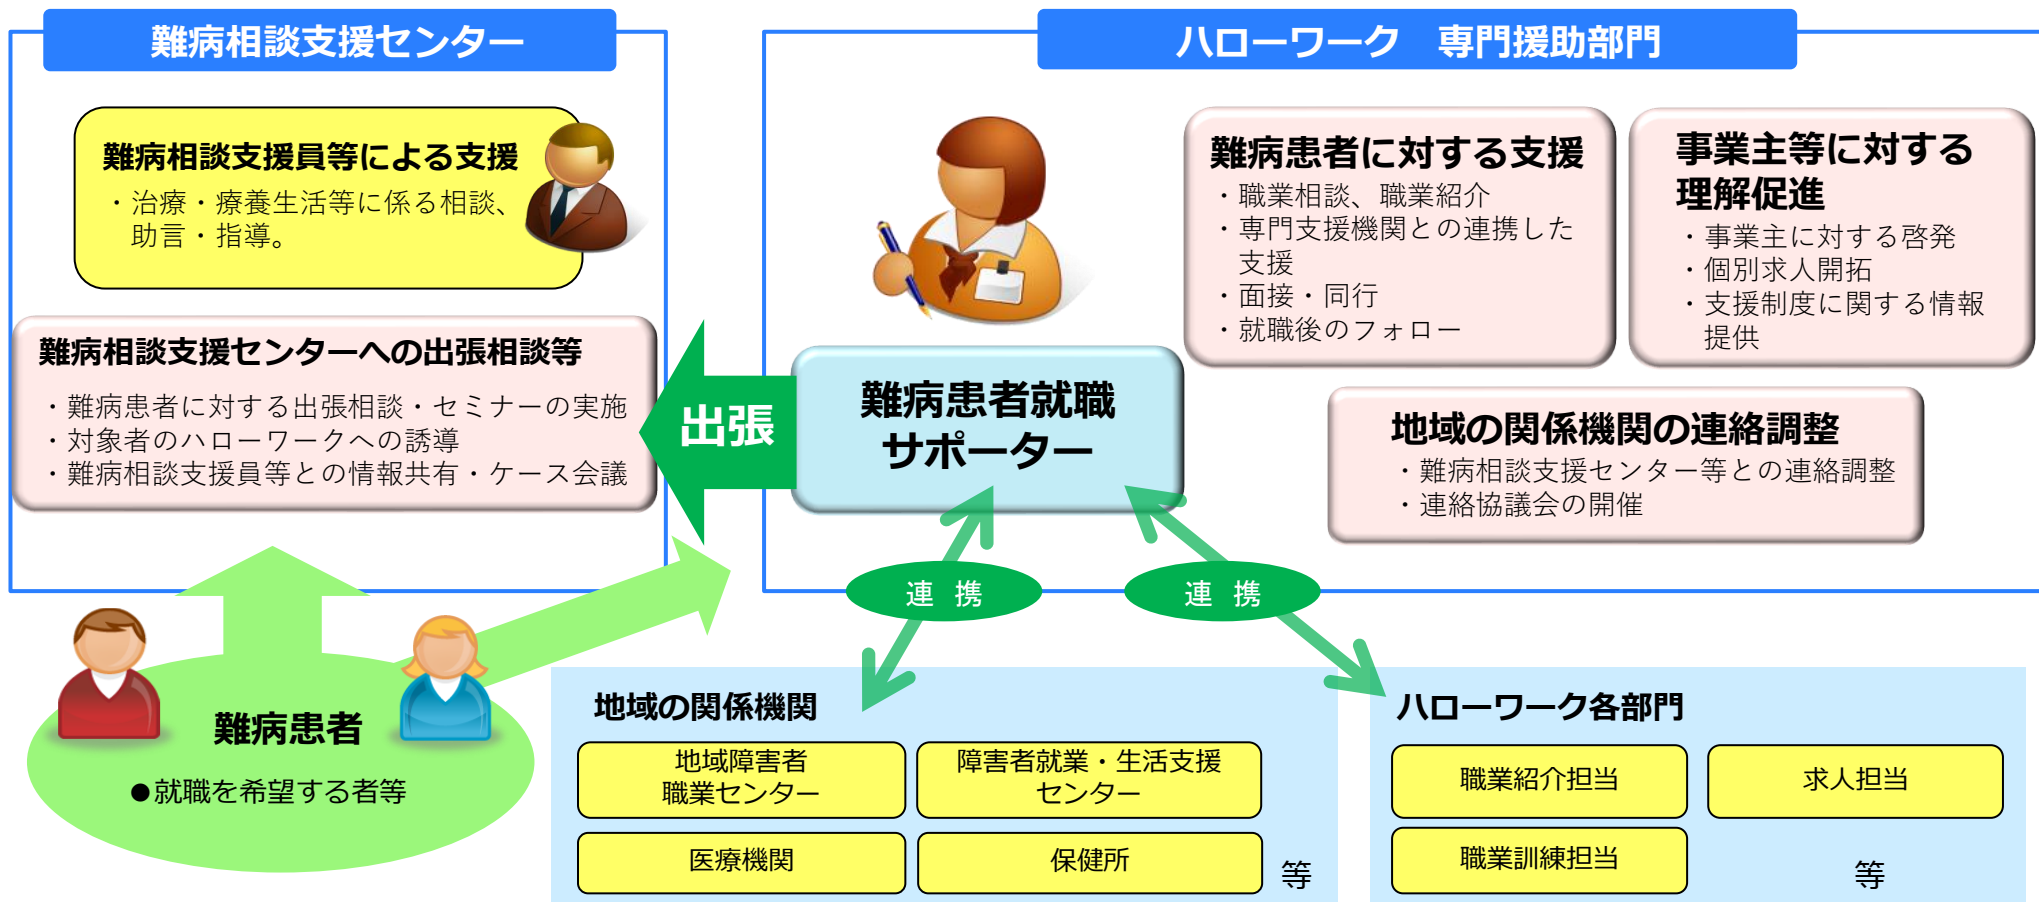 難病相談支援センター
難病相談支援員等による支援
・治療・療養生活等に係る相談、
助言・指導。
難病相談支援センターへの出張相談等
・難病患者に対する出張相談・セミナーの実施
・対象者のハローワークへの誘導
・難病相談支援員等との情報共有・ケース会議
出張
ハローワーク　専門援助部門
難病患者就職
サポーター
難病患者に対する支援
・職業相談、職業紹介
・専門支援機関との連携した
支援
・面接・同行
・就職後のフォロー
事業主等に対する
理解促進
・事業主に対する啓発
・個別求人開拓
・支援制度に関する情報
提供
地域の関係機関の連絡調整
・難病相談支援センター等との連絡調整
・連絡協議会の開催
連 携
連 携
難病患者
●就職を希望する者等
地域の関係機関
地域障害者
職業センター
障害者就業・生活支援
センター
医療機関
保健所
等
ハローワーク各部門
職業紹介担当
求人担当
職業訓練担当
等